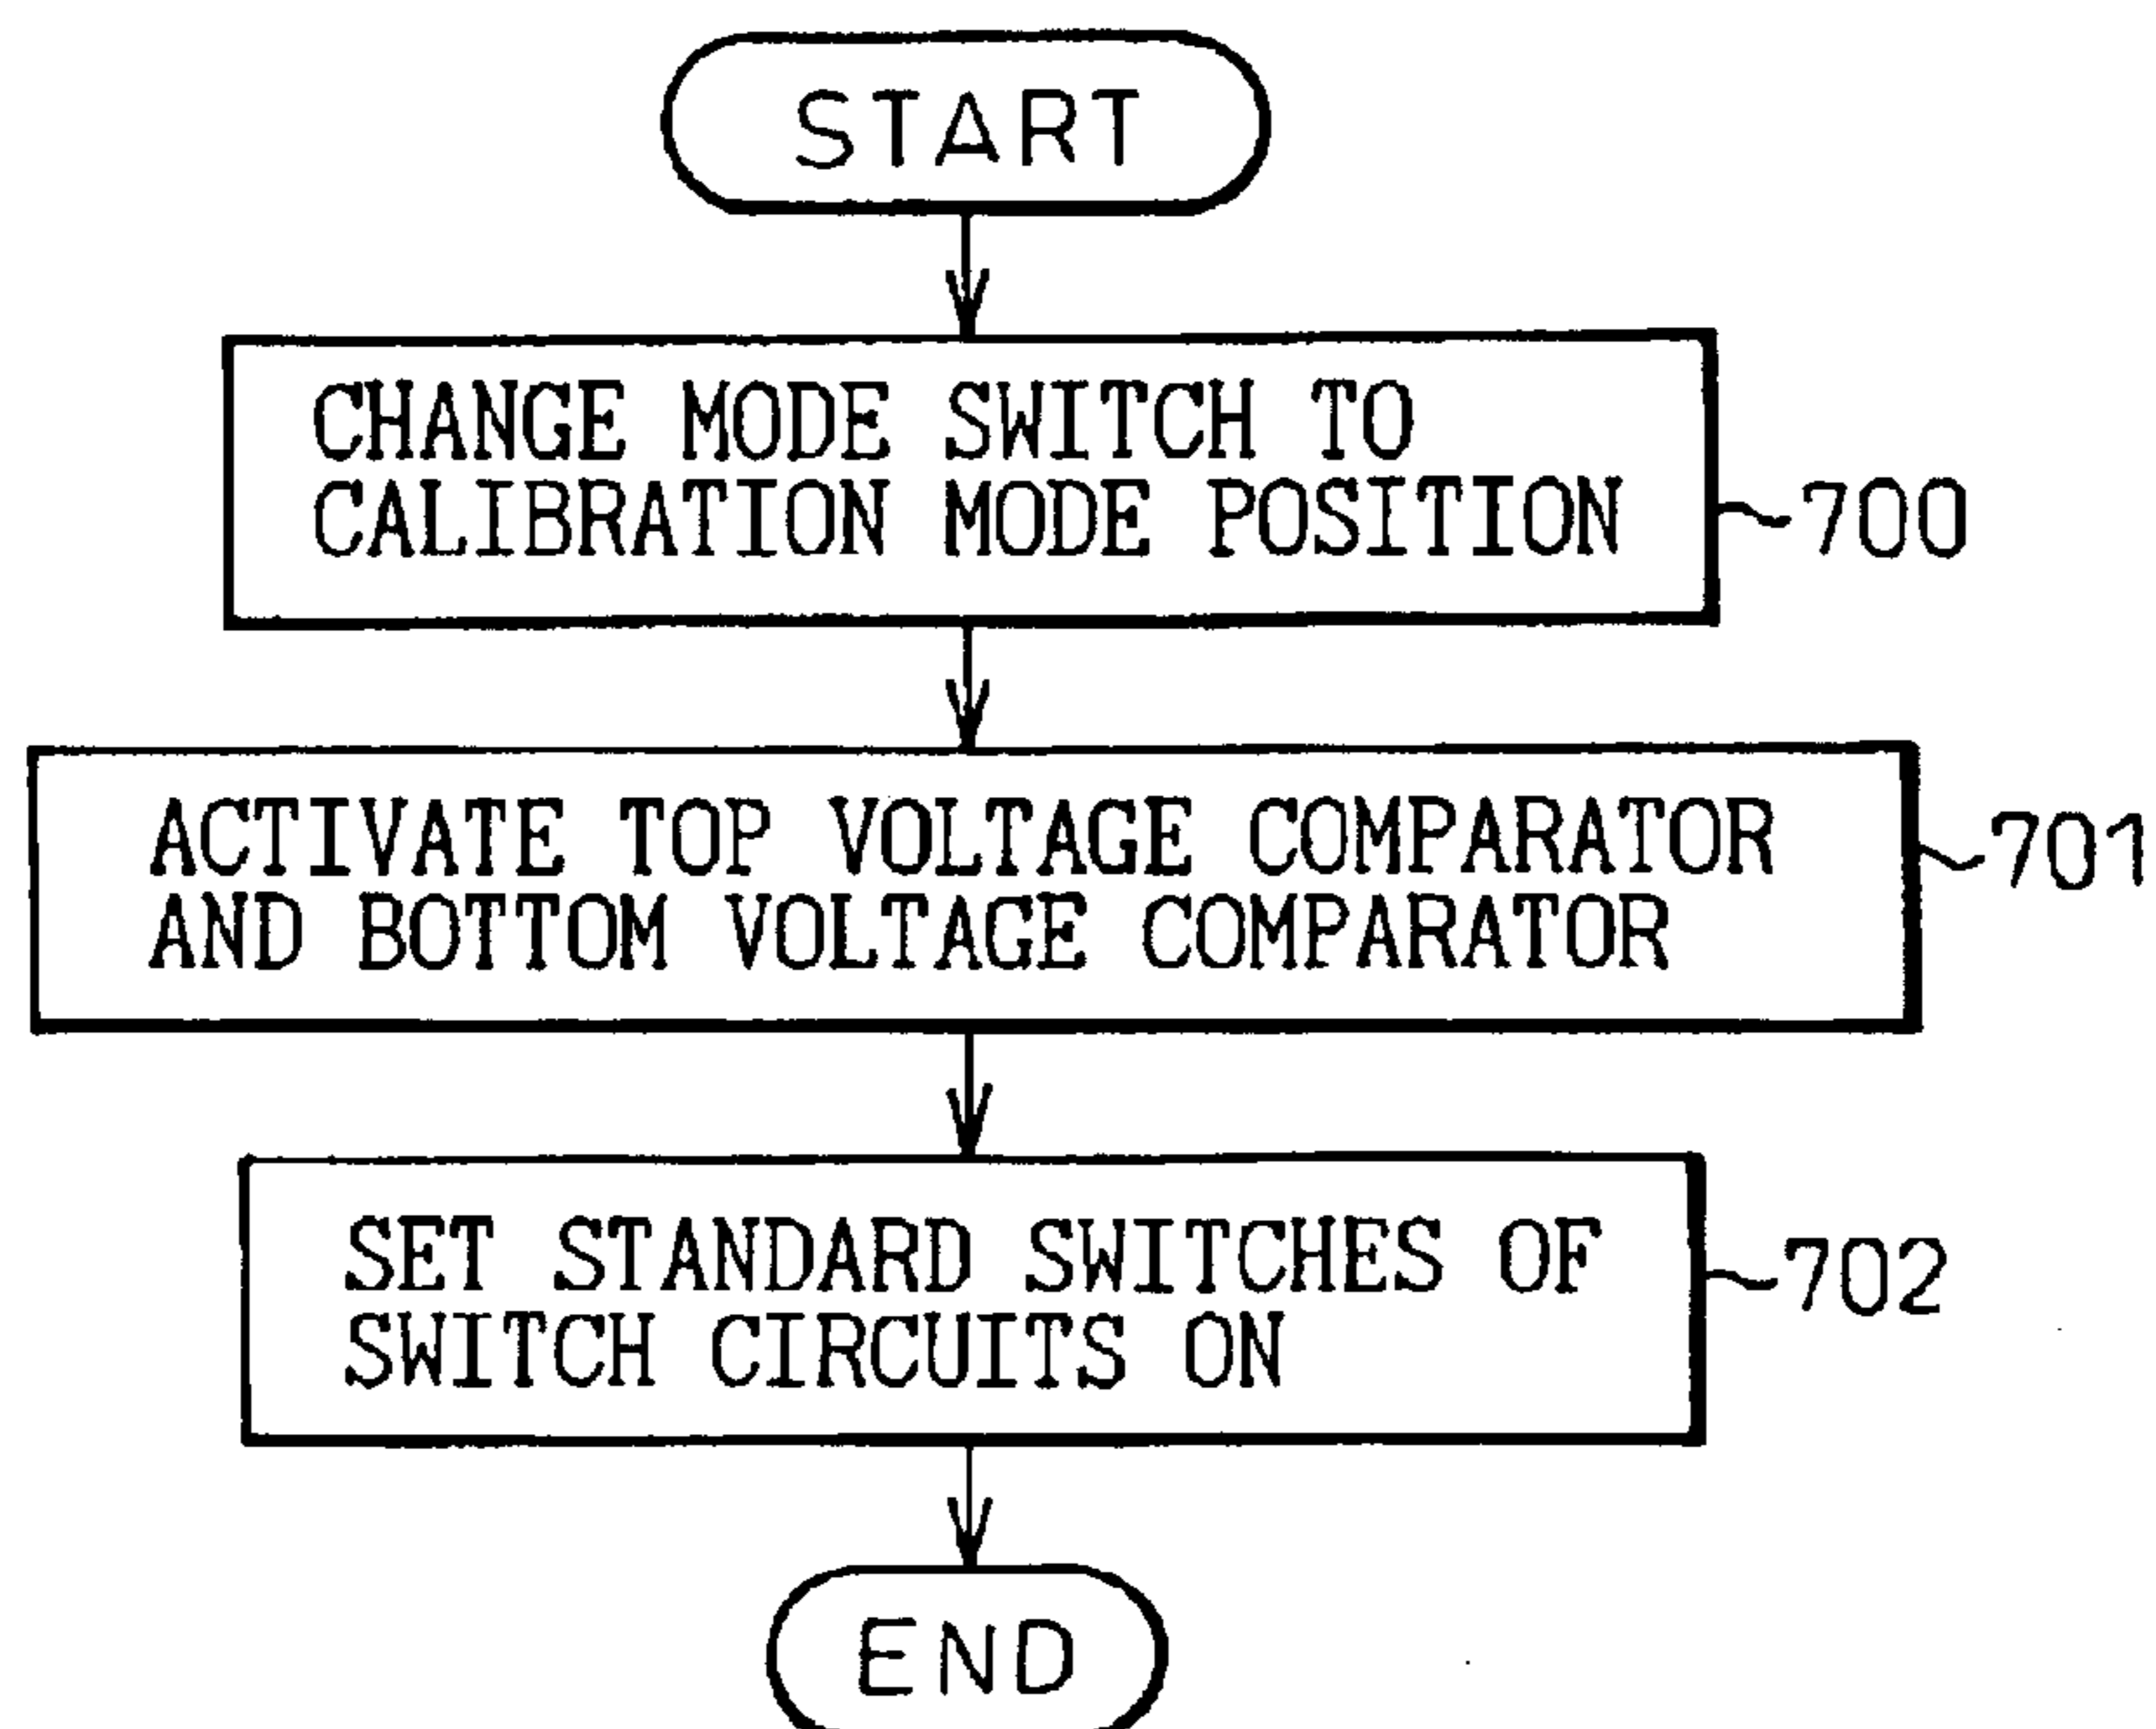 START
CHANGE MODE SWITCH TO
CALIBRATION MODE POSITION
700
ACTIVATE TOP VOLTAGE COMPARATOR
AND BOTTOM VOLTAGE COMPARATOR
701
SET STANDARD SWITCHES OF
SWITCH CIRCUITS ON
702
END